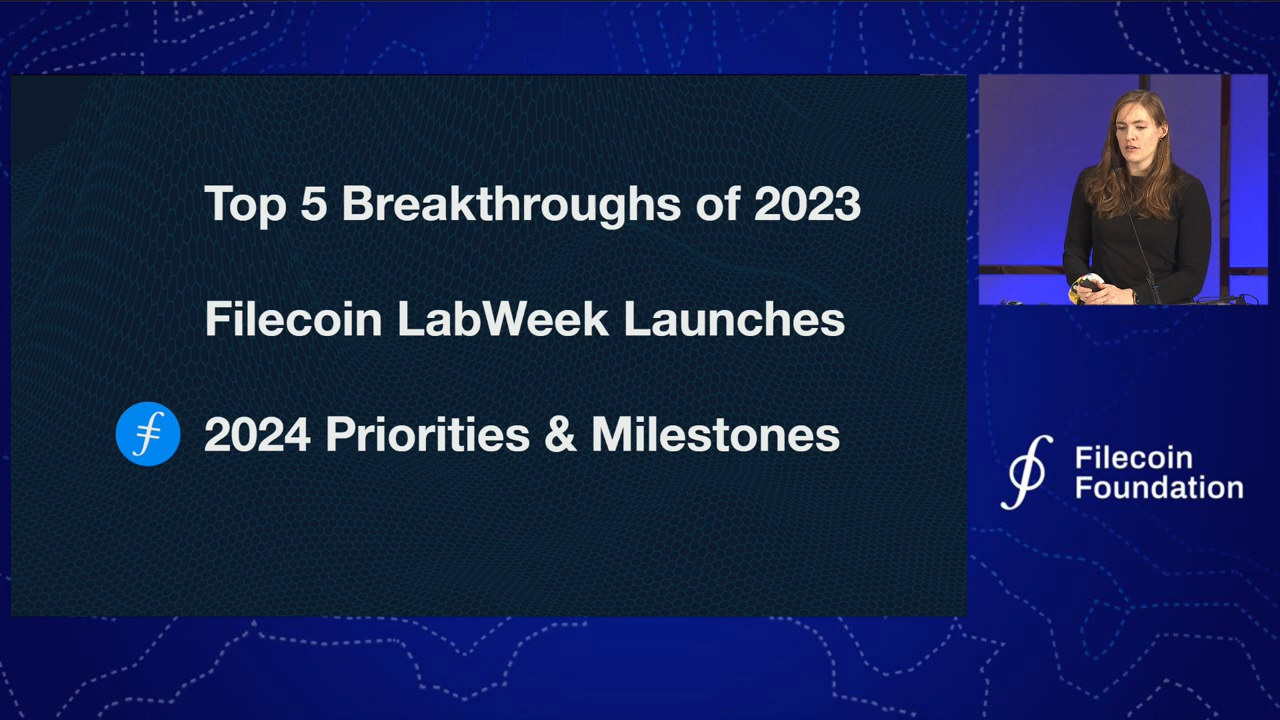 Top 5 Breakthroughs of 2023
Filecoin LabWeek Launches
2024 Priorities & Milestones
Filecoin
Foundation